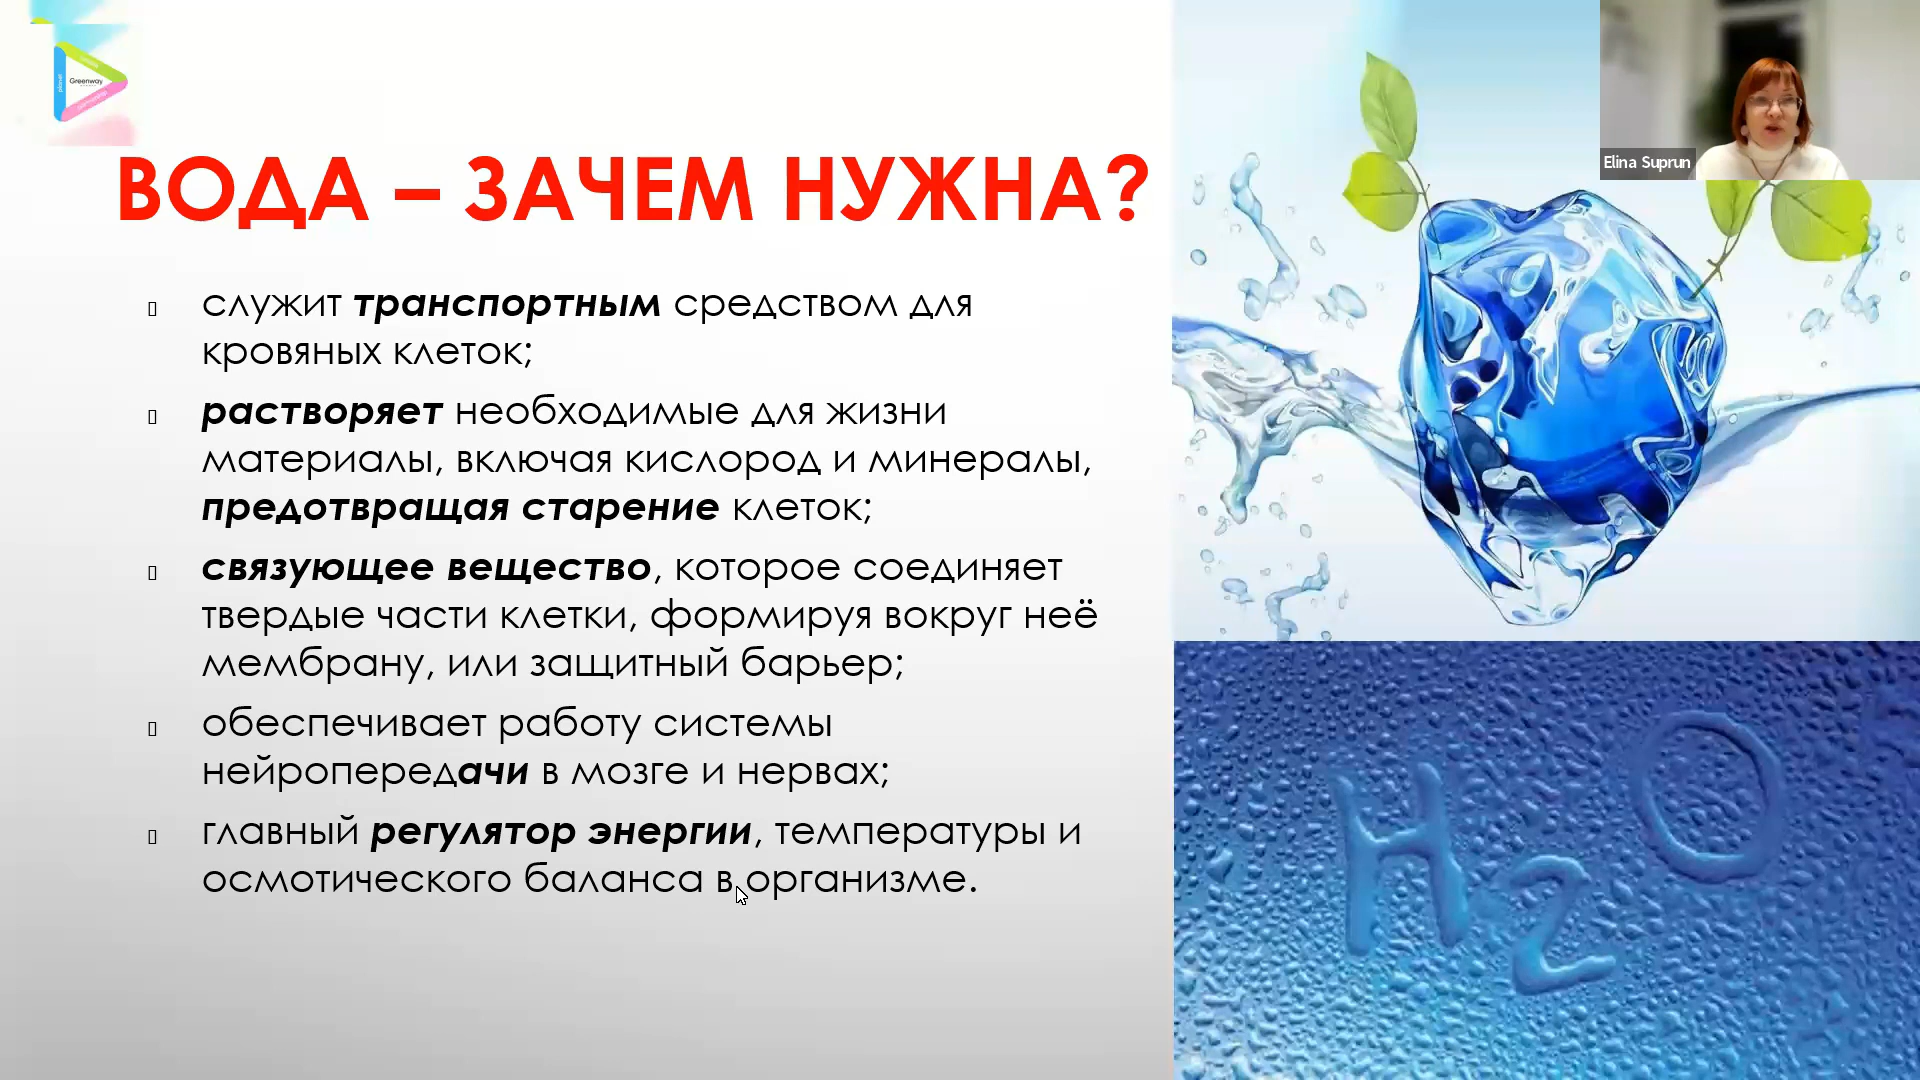 Greenway
ВОДА – ЗАЧЕМ НУЖНА?
Elina Suprun
служит транспортным средством для
кровяных клеток;
растворяет необходимые для жизни
материалы, включая кислород и минералы,
предотвращая старение клеток;
связующее вещество, которое соединяет
твердые части клетки, формируя вокруг неё
мембрану, или защитный барьер;
обеспечивает работу системы
нейропередачи в мозге и нервах;
главный регулятор энергии, температуры и
осмотического баланса в организме.
H2O